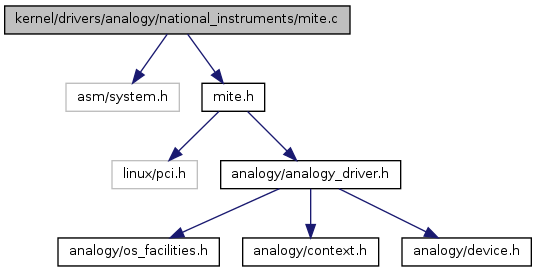 kernel/drivers/analogy/national_instruments/mite.c
asm/system.h
mite.h
linux/pci.h
analogy/analogy_driver.h
analogy/os_facilities.h
analogy/context.h
analogy/device.h